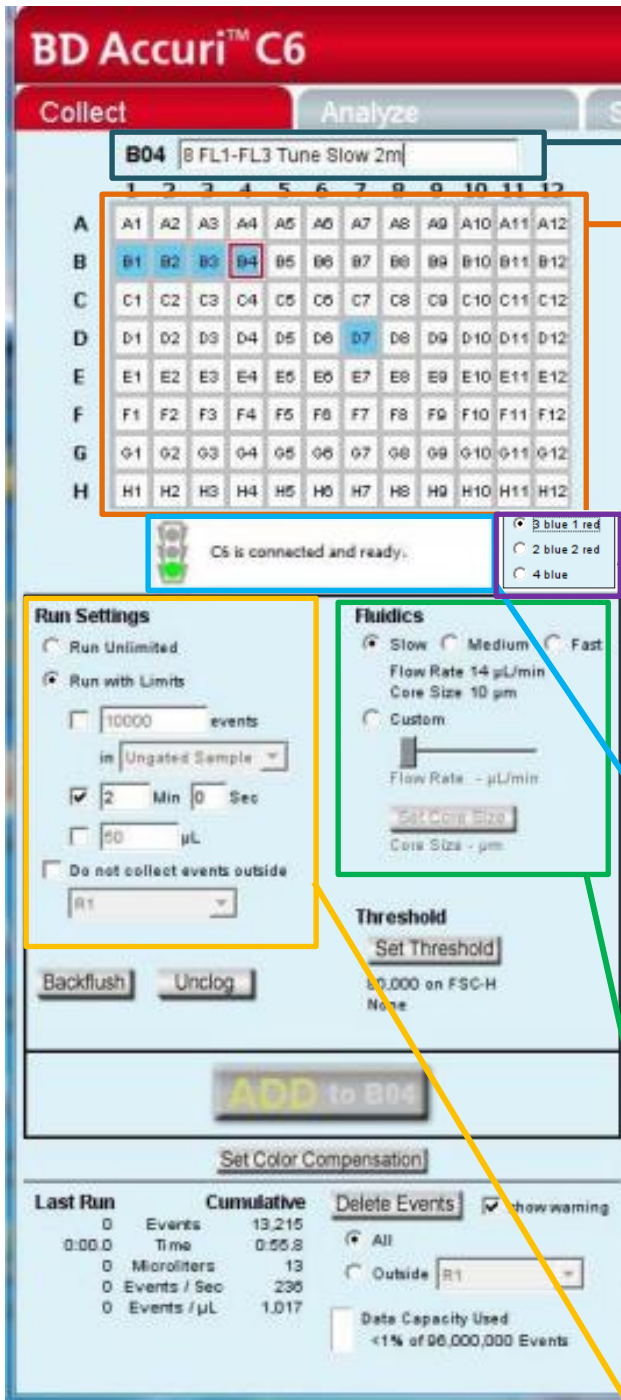 BD Accuri™ C6
Collect Analyze S
B04 8 FL1-FL3 Tune Slow 2m
1 2 3 4 5 6 7 8 9 10 11 12
A A1 A2 A3 A4 A5 A6 A7 A8 A9 A10 A11 A12
B B1 B2 B3 B4 B5 B6 B7 B8 B9 B10 B11 B12
C C1 C2 C3 C4 C5 C6 C7 C8 C9 C10 C11 C12
D D1 D2 D3 D4 D5 D6 D7 D8 D9 D10 D11 D12
E E1 E2 E3 E4 E5 E6 E7 E8 E9 E10 E11 E12
F F1 F2 F3 F4 F5 F6 F7 F8 F9 F10 F11 F12
G G1 G2 G3 G4 G5 G6 G7 G8 G9 G10 G11 G12
H H1 H2 H3 H4 H5 H6 H7 H8 H9 H10 H11 H12
C6 is connected and ready.
3 blue 1 red
2 blue 2 red
4 blue
Run Settings
Run Unlimited
Run with Limits
10000 events
in Ungated Sample
2 Min 0 Sec
50 µL
Do not collect events outside
R1
Fluidics
Slow Medium Fast
Flow Rate 14 µL/min
Core Size 10 µm
Custom
Flow Rate - µL/min
Set Core Size
Core Size - µm
Threshold
Set Threshold
80,000 on FSC-H
None
Backflush Unclog
ADD to B04
Set Color Compensation
Last Run Cumulative
0 Events 13,215
0:00.0 Time 0:55.8
0 Microliters 13
0 Events / Sec 236
0 Events / µL 1,017
Delete Events show warning
All
Outside R1
Data Capacity Used
<1% of 96,000,000 Events